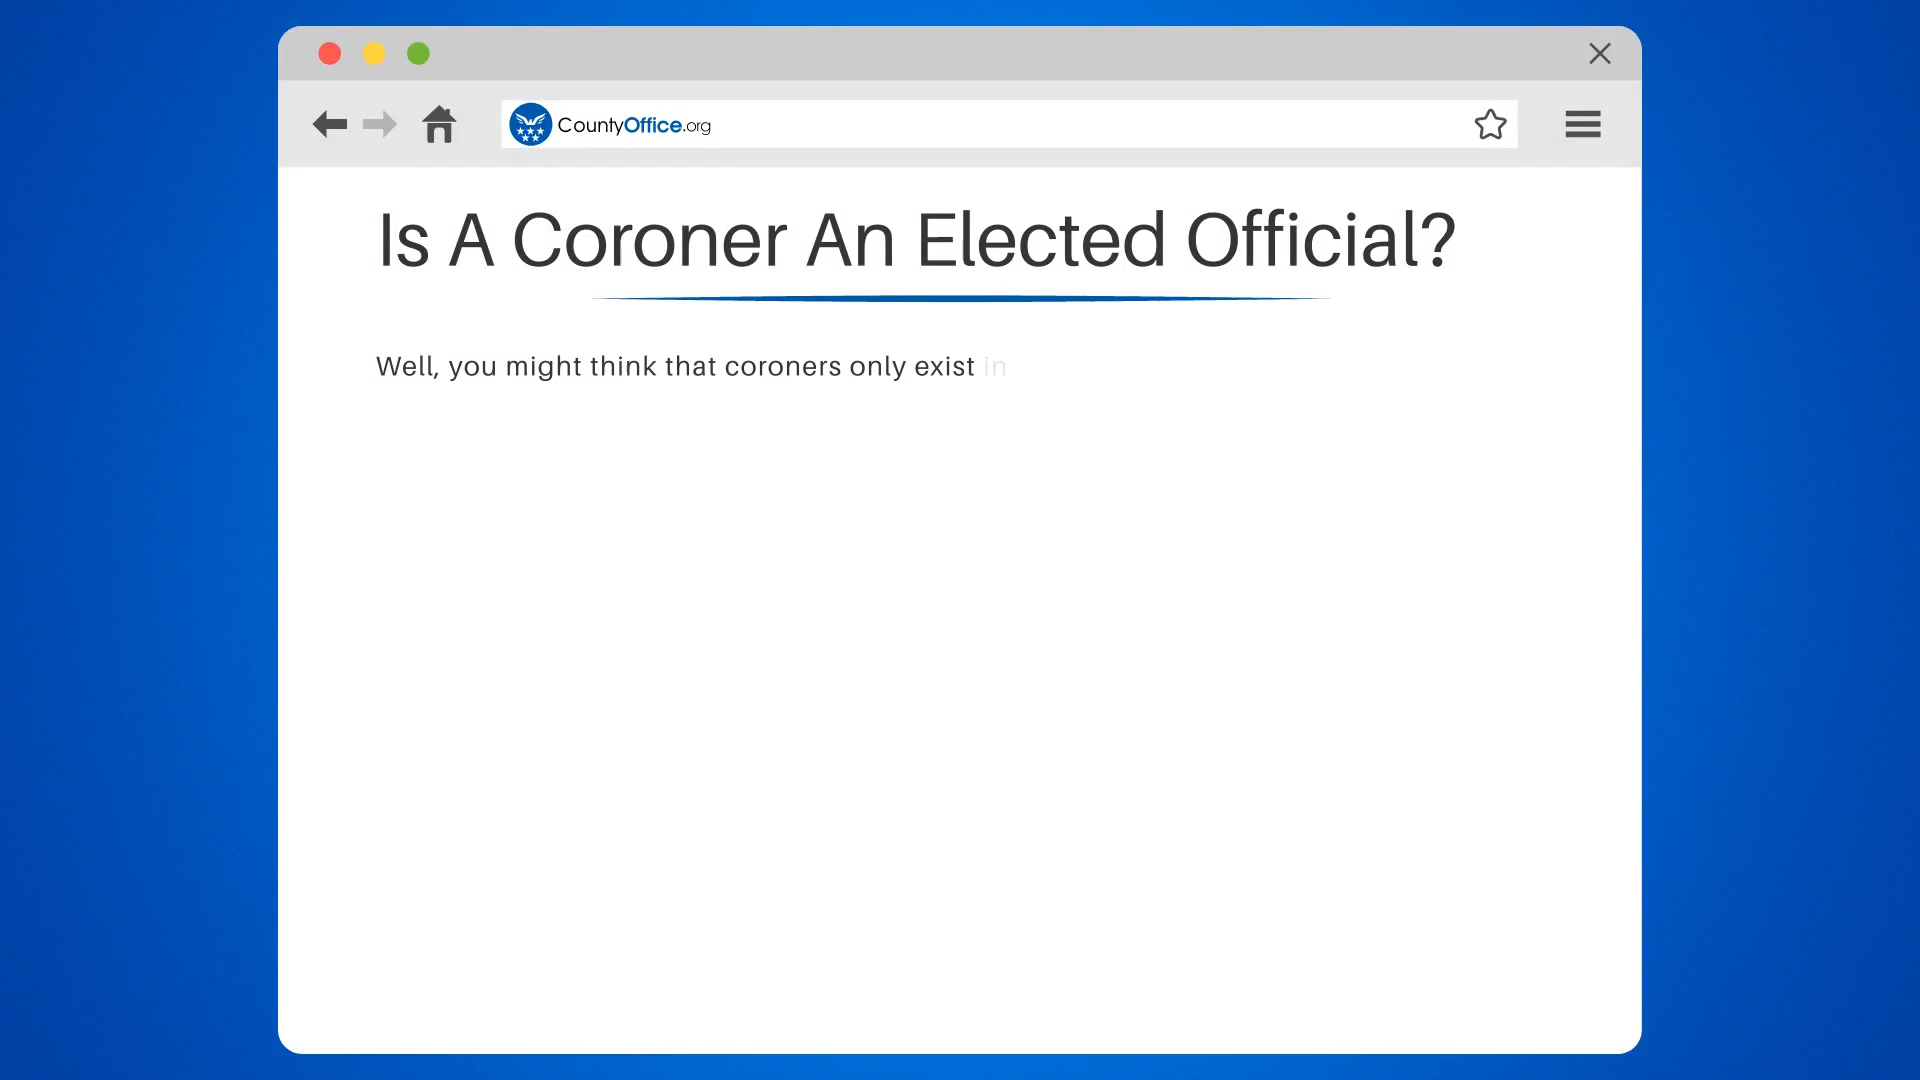 CountyOffice.org
Is A Coroner An Elected Official?
Well, you might think that coroners only exist in